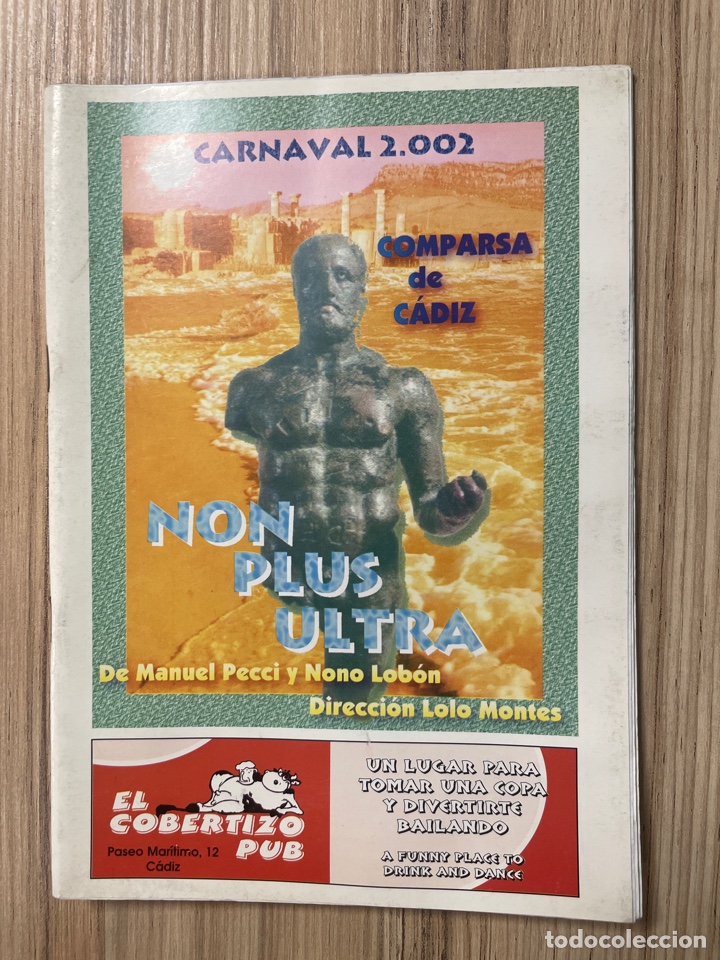 CARNAVAL 2.002
COMPARSA
de
CÁDIZ
NON
PLUS
ULTRA
De Manuel Pecci y Nono Lobón
Dirección Lolo Montes
EL
COBERTIZO
PUB
Paseo Marítimo, 12
Cádiz
UN LUGAR PARA
TOMAR UNA COPA
Y DIVERTIRTE
BAILANDO
A FUNNY PLACE TO
DRINK AND DANCE
todocoleccion
todocoleccion.net